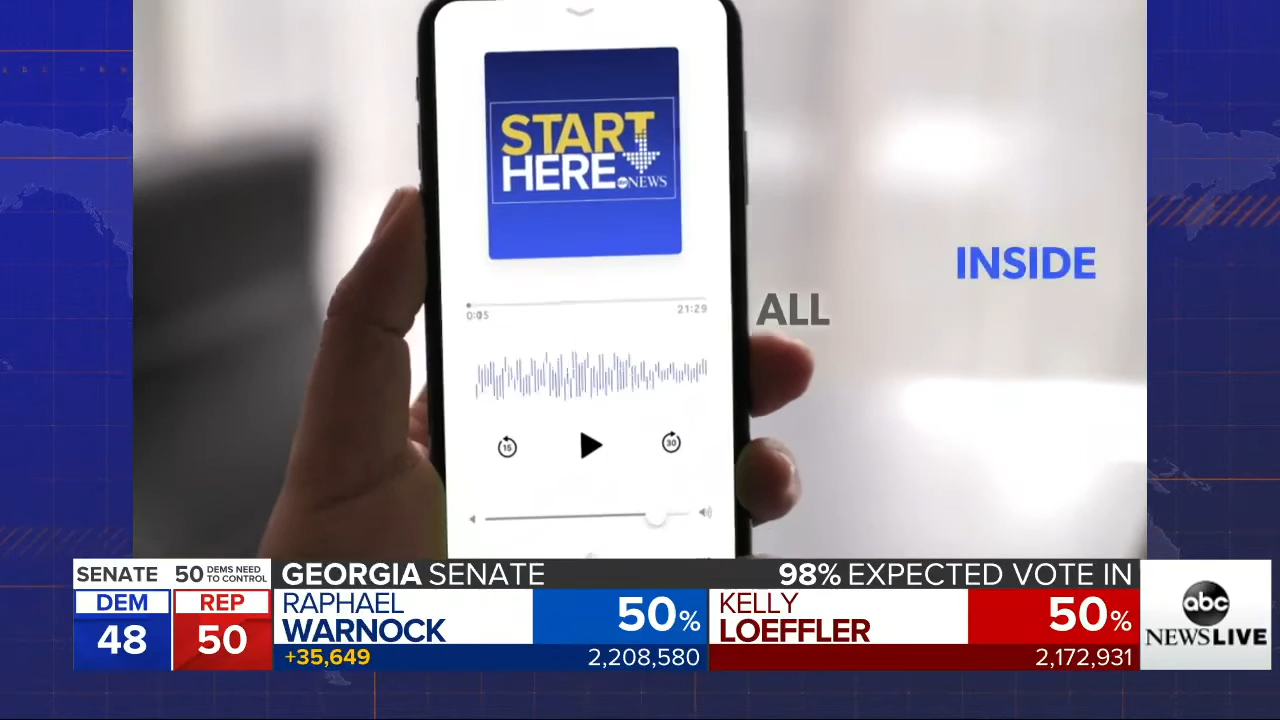 START
HERE
abc NEWS
INSIDE
ALL
0:05
21:29
15
30
SENATE 50 DEMS NEED TO CONTROL
DEM 48
REP 50
GEORGIA SENATE
98% EXPECTED VOTE IN
RAPHAEL
WARNOCK
50%
+35,649
2,208,580
KELLY
LOEFFLER
50%
2,172,931
abc
NEWS LIVE